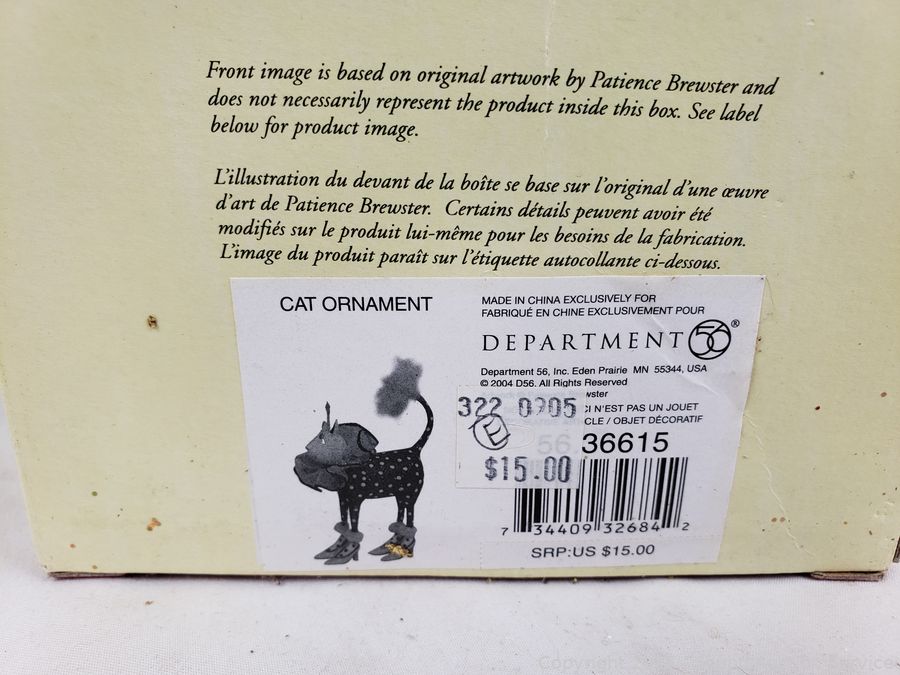 Front image is based on original artwork by Patience Brewster and
does not necessarily represent the product inside this box. See label
below for product image.
L'illustration du devant de la boîte se base sur l'original d'une œuvre
d'art de Patience Brewster. Certains détails peuvent avoir été
modifiés sur le produit lui-même pour les besoins de la fabrication.
L'image du produit paraît sur l'étiquette autocollante ci-dessous.
CAT ORNAMENT
MADE IN CHINA EXCLUSIVELY FOR
FABRIQUÉ EN CHINE EXCLUSIVEMENT POUR
DEPARTMENT 56®
Department 56, Inc. Eden Prairie MN 55344, USA
© 2004 D56. All Rights Reserved
322 0905
N'EST PAS UN JOUET
/ OBJET DÉCORATIF
E
56.36615
$15.00
7 34409 32684 2
SRP:US $15.00
Copyright